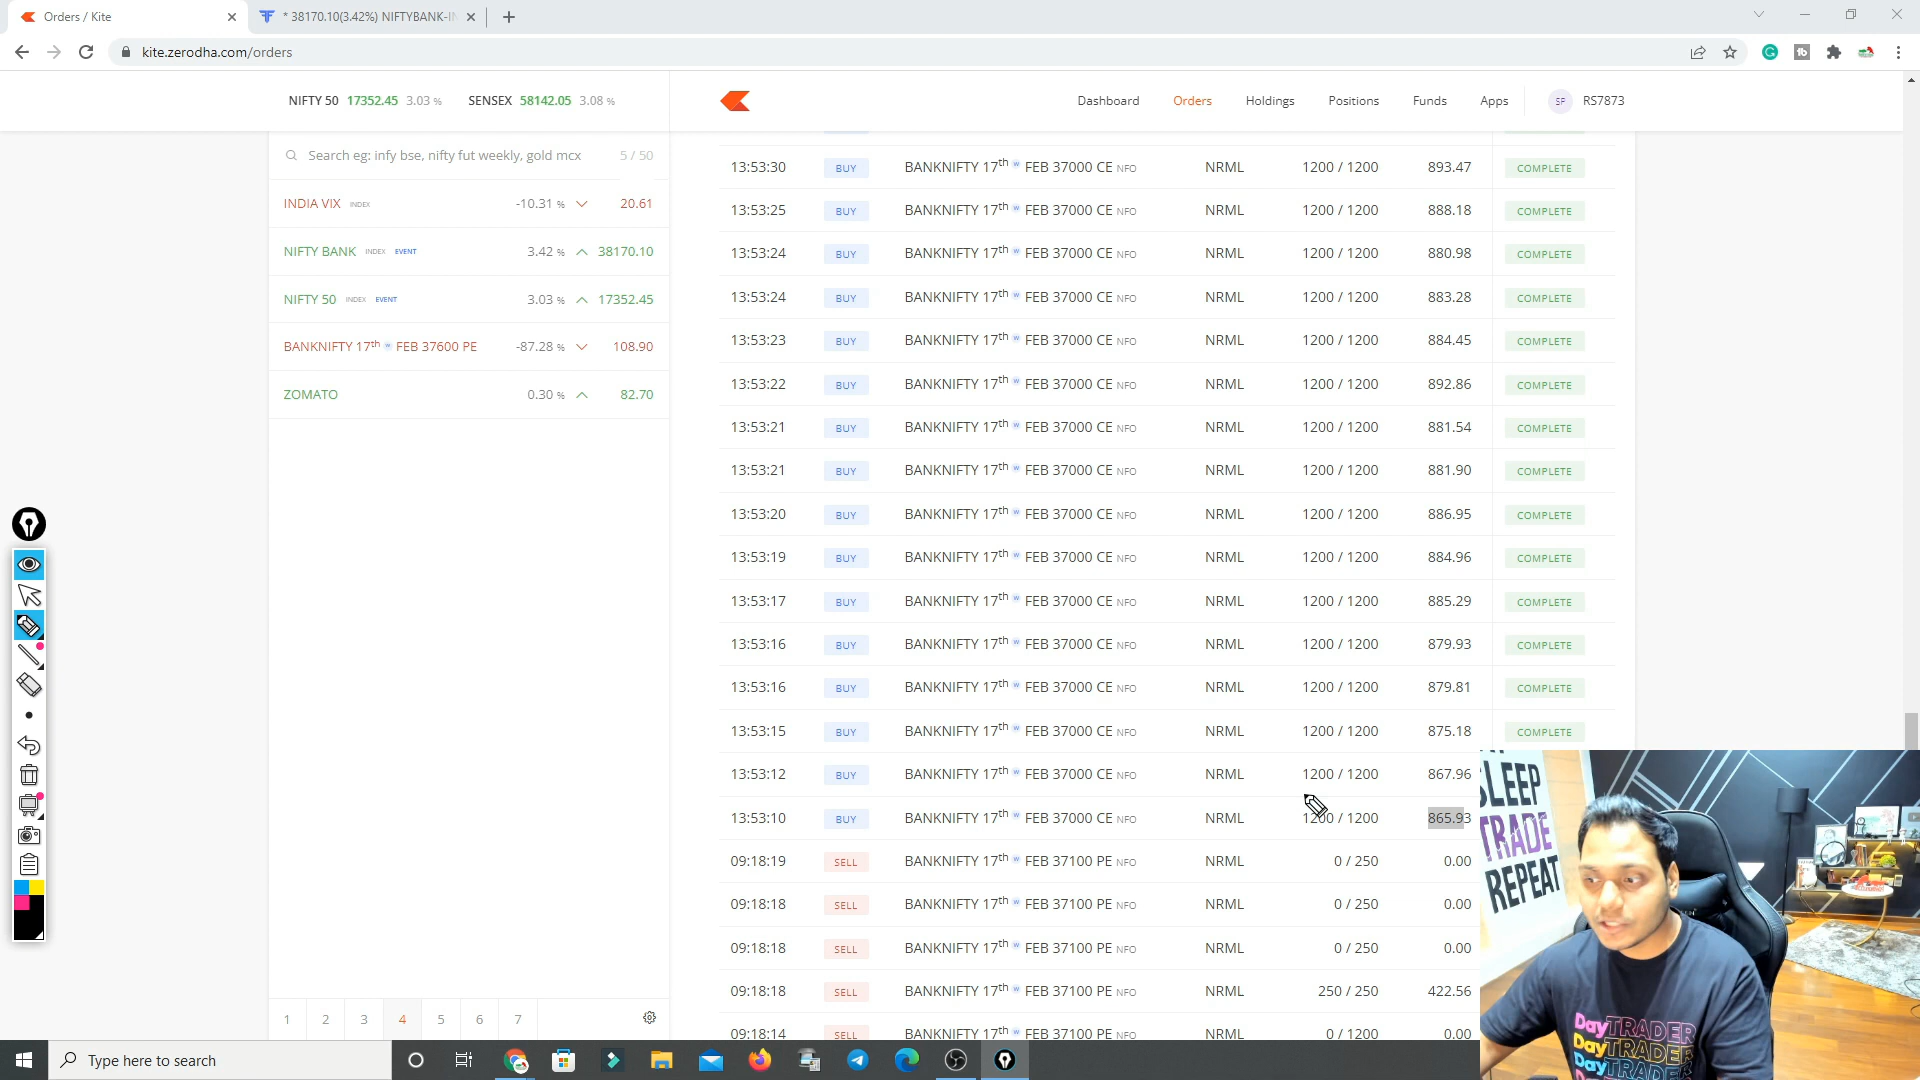 Orders / Kite
* 38170.10(3.42%) NIFTYBANK-IN
kite.zerodha.com/orders
NIFTY 50 17352.45 3.03 % SENSEX 58142.05 3.08 %
Dashboard Orders Holdings Positions Funds Apps SP RS7873
Search eg: infy bse, nifty fut weekly, gold mcx 5 / 50
INDIA VIX INDEX -10.31 % 20.61
NIFTY BANK INDEX EVENT 3.42 % 38170.10
NIFTY 50 INDEX EVENT 3.03 % 17352.45
BANKNIFTY 17th w FEB 37600 PE -87.28 % 108.90
ZOMATO 0.30 % 82.70
1 2 3 4 5 6 7
13:53:30 BUY BANKNIFTY 17th w FEB 37000 CE NFO NRML 1200 / 1200 893.47 COMPLETE
13:53:25 BUY BANKNIFTY 17th w FEB 37000 CE NFO NRML 1200 / 1200 888.18 COMPLETE
13:53:24 BUY BANKNIFTY 17th w FEB 37000 CE NFO NRML 1200 / 1200 880.98 COMPLETE
13:53:24 BUY BANKNIFTY 17th w FEB 37000 CE NFO NRML 1200 / 1200 883.28 COMPLETE
13:53:23 BUY BANKNIFTY 17th w FEB 37000 CE NFO NRML 1200 / 1200 884.45 COMPLETE
13:53:22 BUY BANKNIFTY 17th w FEB 37000 CE NFO NRML 1200 / 1200 892.86 COMPLETE
13:53:21 BUY BANKNIFTY 17th w FEB 37000 CE NFO NRML 1200 / 1200 881.54 COMPLETE
13:53:21 BUY BANKNIFTY 17th w FEB 37000 CE NFO NRML 1200 / 1200 881.90 COMPLETE
13:53:20 BUY BANKNIFTY 17th w FEB 37000 CE NFO NRML 1200 / 1200 886.95 COMPLETE
13:53:19 BUY BANKNIFTY 17th w FEB 37000 CE NFO NRML 1200 / 1200 884.96 COMPLETE
13:53:17 BUY BANKNIFTY 17th w FEB 37000 CE NFO NRML 1200 / 1200 885.29 COMPLETE
13:53:16 BUY BANKNIFTY 17th w FEB 37000 CE NFO NRML 1200 / 1200 879.93 COMPLETE
13:53:16 BUY BANKNIFTY 17th w FEB 37000 CE NFO NRML 1200 / 1200 879.81 COMPLETE
13:53:15 BUY BANKNIFTY 17th w FEB 37000 CE NFO NRML 1200 / 1200 875.18 COMPLETE
13:53:12 BUY BANKNIFTY 17th w FEB 37000 CE NFO NRML 1200 / 1200 867.96
13:53:10 BUY BANKNIFTY 17th w FEB 37000 CE NFO NRML 1200 / 1200 865.93
09:18:19 SELL BANKNIFTY 17th w FEB 37100 PE NFO NRML 0 / 250 0.00
09:18:18 SELL BANKNIFTY 17th w FEB 37100 PE NFO NRML 0 / 250 0.00
09:18:18 SELL BANKNIFTY 17th w FEB 37100 PE NFO NRML 0 / 250 0.00
09:18:18 SELL BANKNIFTY 17th w FEB 37100 PE NFO NRML 250 / 250 422.56
09:18:14 SELL BANKNIFTY 17th w FEB 37100 PE NFO NRML 0 / 1200 0.00
SLEEP
TRADE
REPEAT
DayTRADER
DayTRADER
DayTRADER
Type here to search